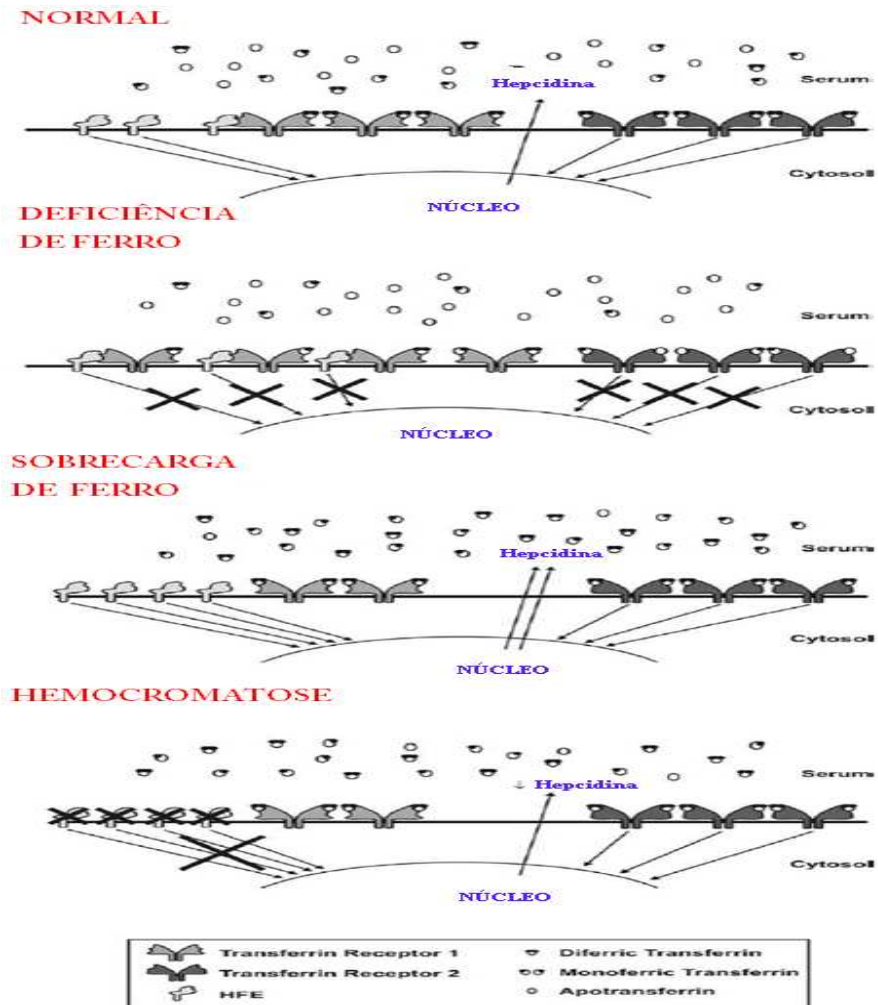 NORMAL
Hepcidina
Serum
Cytosol
NÚCLEO
DEFICIÊNCIA
DE FERRO
Serum
Cytosol
NÚCLEO
SOBRECARGA
DE FERRO
Hepcidina
Serum
Cytosol
NÚCLEO
HEMOCROMATOSE
Serum
↓ Hepcidina
Cytosol
NÚCLEO
Transferrin Receptor 1
Diferric Transferrin
Transferrin Receptor 2
Monoferric Transferrin
HFE
Apotransferrin